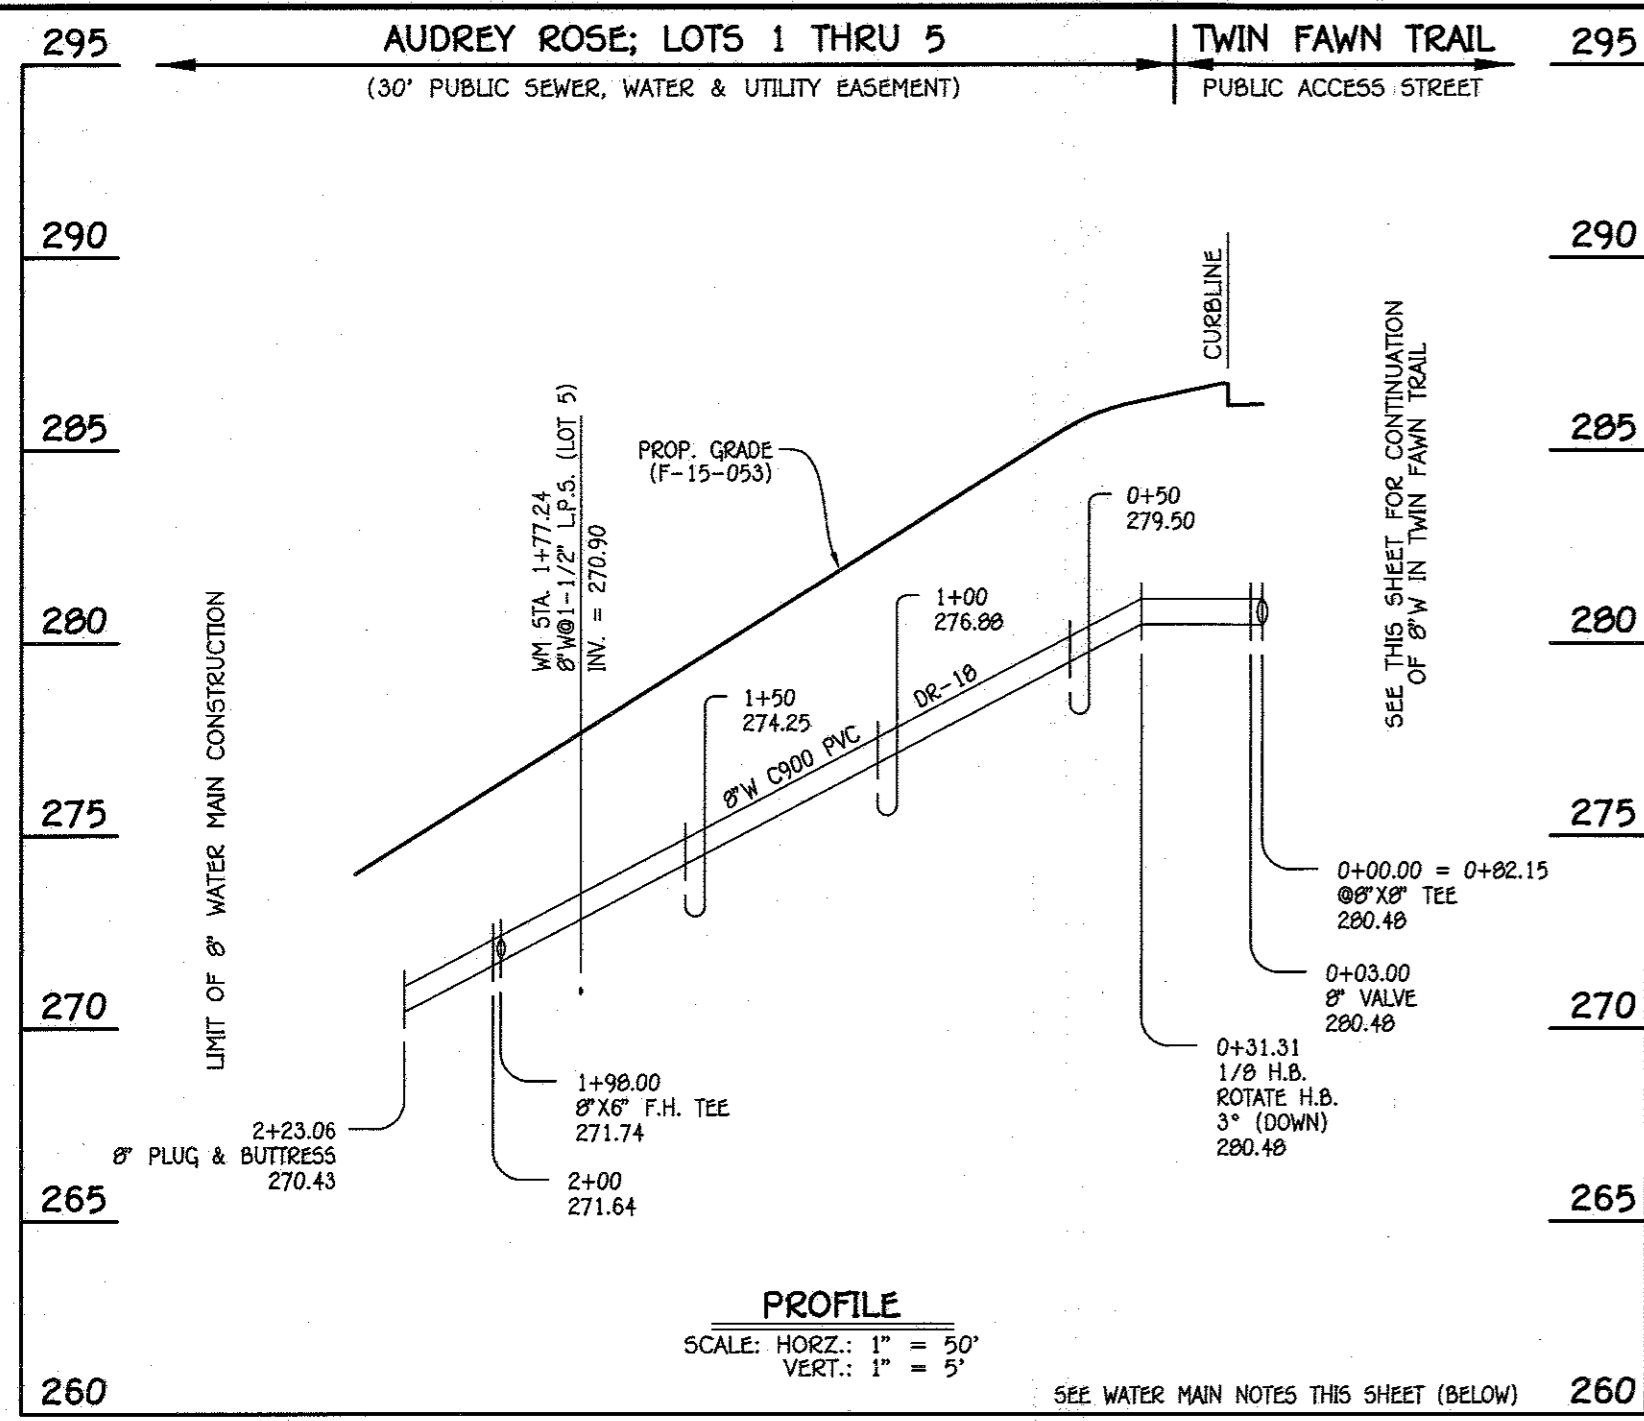 295
AUDREY ROSE; LOTS 1 THRU 5
TWIN FAWN TRAIL
295
(30' PUBLIC SEWER, WATER & UTILITY EASEMENT)
PUBLIC ACCESS STREET
290
290
CURBLINE
SEE THIS SHEET FOR CONTINUATION
OF 8"W IN TWIN FAWN TRAIL
285
285
WM STA. 1+77.24
8"W@1-1/2" L.P.S. (LOT 5)
INV. = 270.90
PROP. GRADE
(F-15-053)
0+50
279.50
280
280
1+00
276.88
LIMIT OF 8" WATER MAIN CONSTRUCTION
1+50
274.25
8"W C900 PVC
DR-18
275
275
0+00.00 = 0+82.15
@8"X8" TEE
280.48
0+03.00
8" VALVE
280.48
270
270
0+31.31
1/8 H.B.
ROTATE H.B.
3° (DOWN)
280.48
1+98.00
8"X6" F.H. TEE
271.74
2+23.06
8" PLUG & BUTTRESS
270.43
2+00
271.64
265
265
PROFILE
SCALE: HORZ.: 1" = 50'
VERT.: 1" = 5'
260
SEE WATER MAIN NOTES THIS SHEET (BELOW)
260